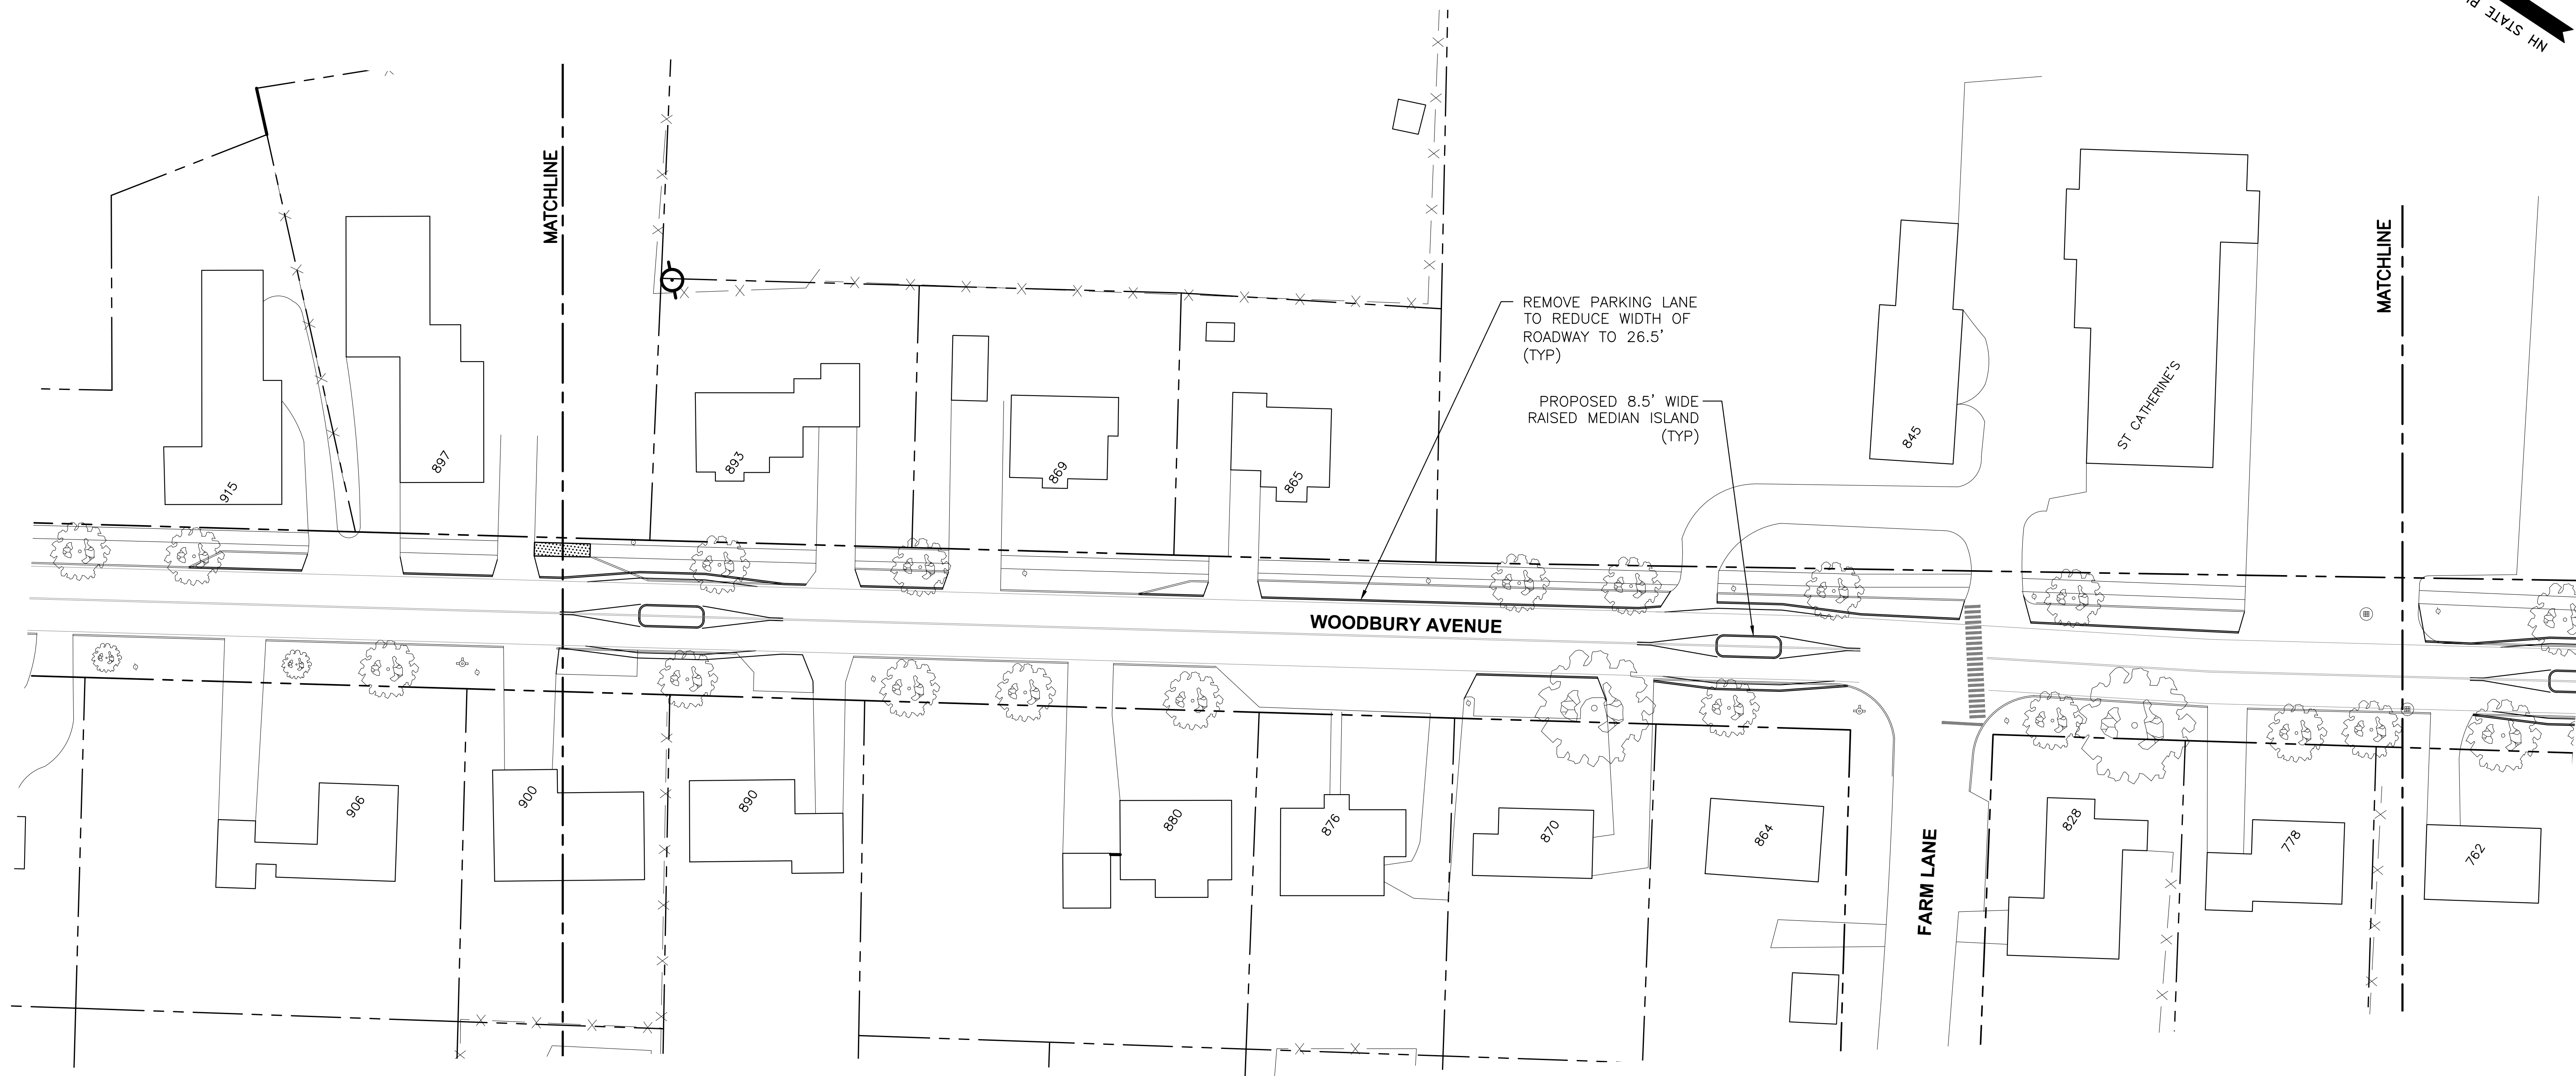 NH STATE
MATCHLINE
MATCHLINE
REMOVE PARKING LANE
TO REDUCE WIDTH OF
ROADWAY TO 26.5'
(TYP)
PROPOSED 8.5' WIDE
RAISED MEDIAN ISLAND
(TYP)
915
897
893
869
865
845
ST CATHERINE'S
WOODBURY AVENUE
906
900
890
880
876
870
864
FARM LANE
828
778
762